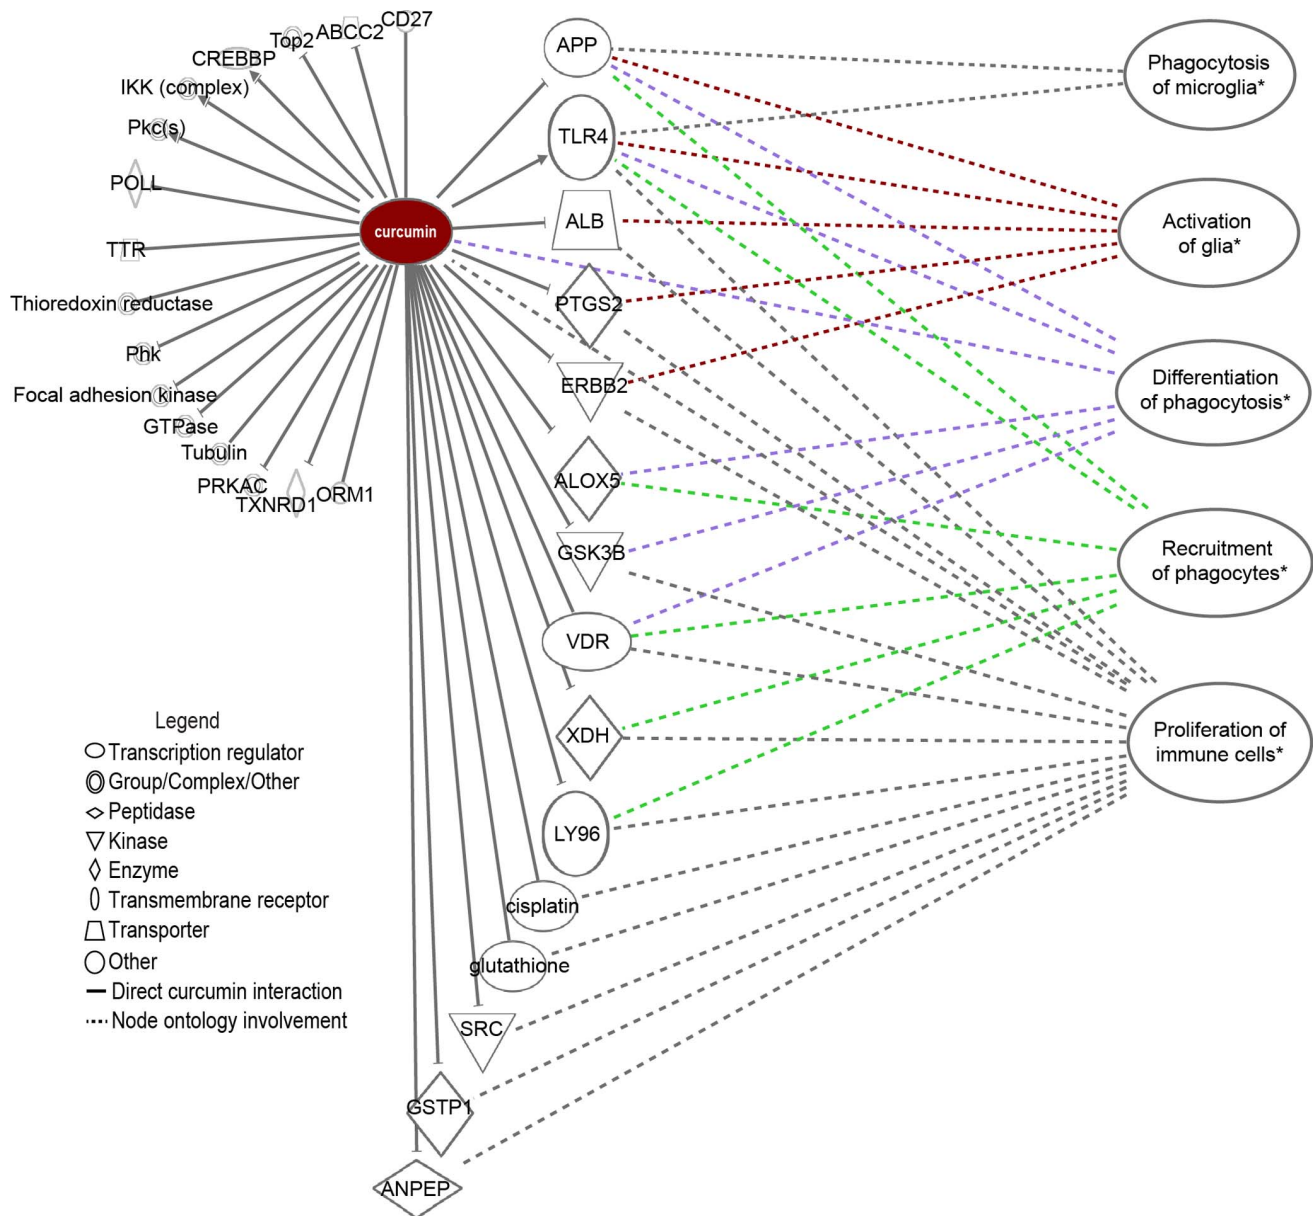 CD27
ABCC2
Top2
CREBBP
IKK (complex)
Pkc(s)
POLL
TTR
Thioredoxin reductase
Phk
Focal adhesion kinase
GTPase
Tubulin
PRKAC
TXNRD1
ORM1
curcumin
APP
TLR4
ALB
PTGS2
ERBB2
ALOX5
GSK3B
VDR
XDH
LY96
cisplatin
glutathione
SRC
GSTP1
ANPEP
Phagocytosis
of microglia*
Activation
of glia*
Differentiation
of phagocytosis*
Recruitment
of phagocytes*
Proliferation of
immune cells*
Legend
Transcription regulator
Group/Complex/Other
Peptidase
Kinase
Enzyme
Transmembrane receptor
Transporter
Other
Direct curcumin interaction
Node ontology involvement